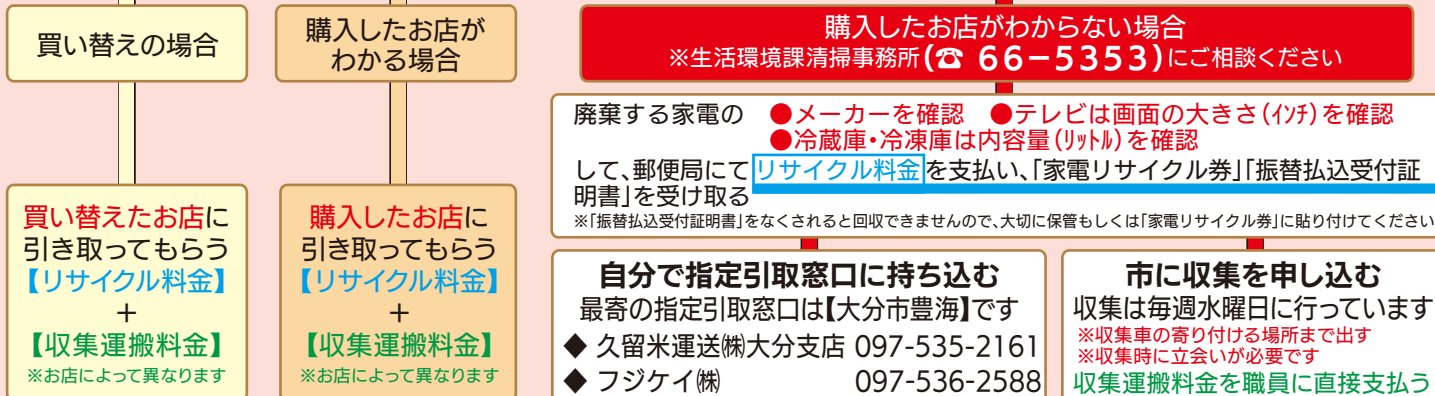 買い替えの場合
購入したお店が
わかる場合
購入したお店がわからない場合
※生活環境課清掃事務所(☎ 66−5353)にご相談ください
廃棄する家電の ●メーカーを確認 ●テレビは画面の大きさ(インチ)を確認
●冷蔵庫・冷凍庫は内容量(リットル)を確認
して、郵便局にてリサイクル料金を支払い、「家電リサイクル券」「振替払込受付証
明書」を受け取る
※「振替払込受付証明書」をなくされると回収できませんので、大切に保管もしくは「家電リサイクル券」に貼り付けてください
買い替えたお店に
引き取ってもらう
【リサイクル料金】
+
【収集運搬料金】
※お店によって異なります
購入したお店に
引き取ってもらう
【リサイクル料金】
+
【収集運搬料金】
※お店によって異なります
自分で指定引取窓口に持ち込む
最寄の指定引取窓口は【大分市豊海】です
◆ 久留米運送㈱大分支店 097-535-2161
◆ フジケイ㈱ 097-536-2588
市に収集を申し込む
収集は毎週水曜日に行っています
※収集車の寄り付ける場所まで出す
※収集時に立会いが必要です
収集運搬料金を職員に直接支払う